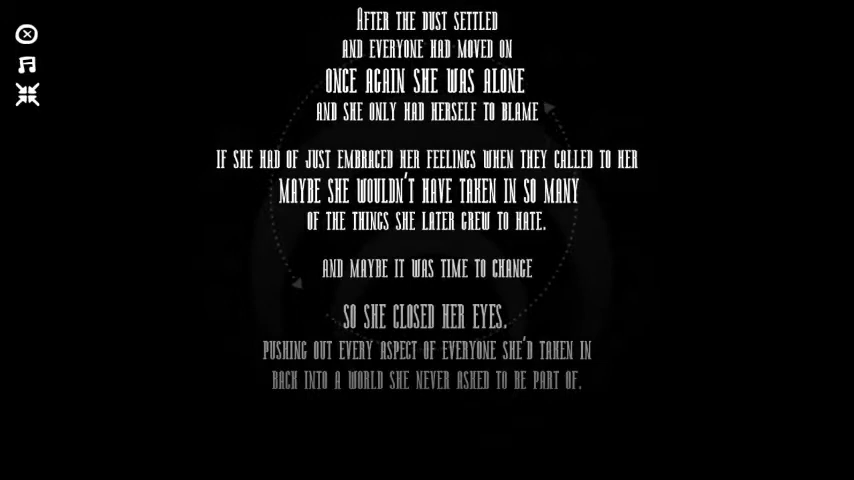 After the dust settled
and everyone had moved on
once again she was alone
and she only had herself to blame
if she had of just embraced her feelings when they called to her
maybe she wouldn't have taken in so many
of the things she later grew to hate.
and maybe it was time to change
so she closed her eyes.
pushing out every aspect of everyone she'd taken in
back into a world she never asked to be part of.